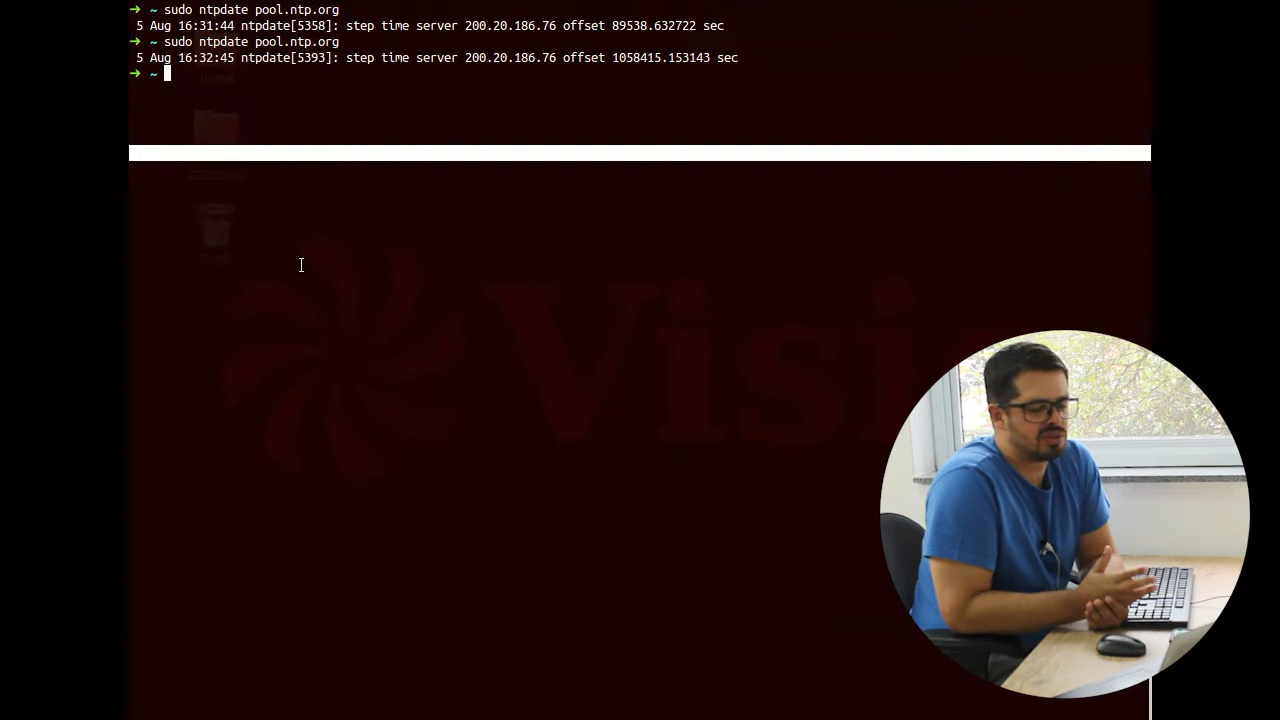 ➜ ~ sudo ntpdate pool.ntp.org
5 Aug 16:31:44 ntpdate[5358]: step time server 200.20.186.76 offset 89538.632722 sec
➜ ~ sudo ntpdate pool.ntp.org
5 Aug 16:32:45 ntpdate[5393]: step time server 200.20.186.76 offset 1058415.153143 sec
➜ ~
home
Visi